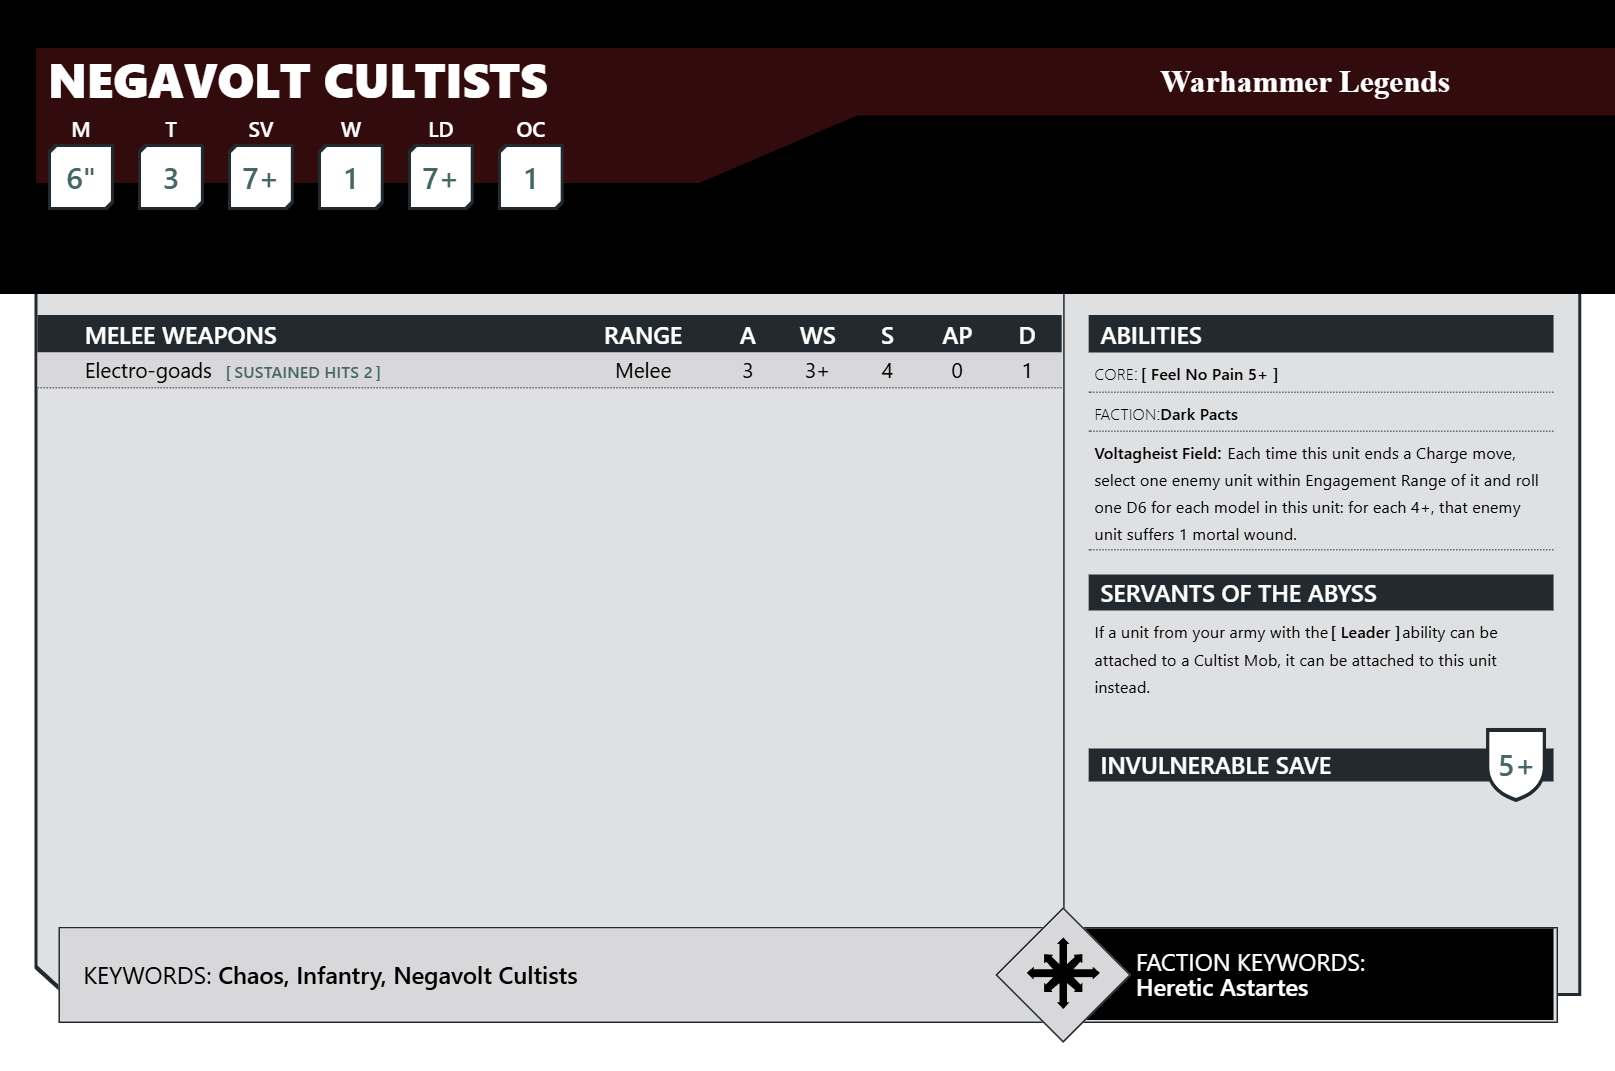 NEGAVOLT CULTISTS
Warhammer Legends
M T SV W LD OC
6" 3 7+ 1 7+ 1
MELEE WEAPONS RANGE A WS S AP D
Electro-goads [ SUSTAINED HITS 2 ] Melee 3 3+ 4 0 1
ABILITIES
CORE: [ Feel No Pain 5+ ]
FACTION:Dark Pacts
Voltagheist Field: Each time this unit ends a Charge move,
select one enemy unit within Engagement Range of it and roll
one D6 for each model in this unit: for each 4+, that enemy
unit suffers 1 mortal wound.
SERVANTS OF THE ABYSS
If a unit from your army with the [ Leader ] ability can be
attached to a Cultist Mob, it can be attached to this unit
instead.
INVULNERABLE SAVE 5+
KEYWORDS: Chaos, Infantry, Negavolt Cultists
FACTION KEYWORDS:
Heretic Astartes